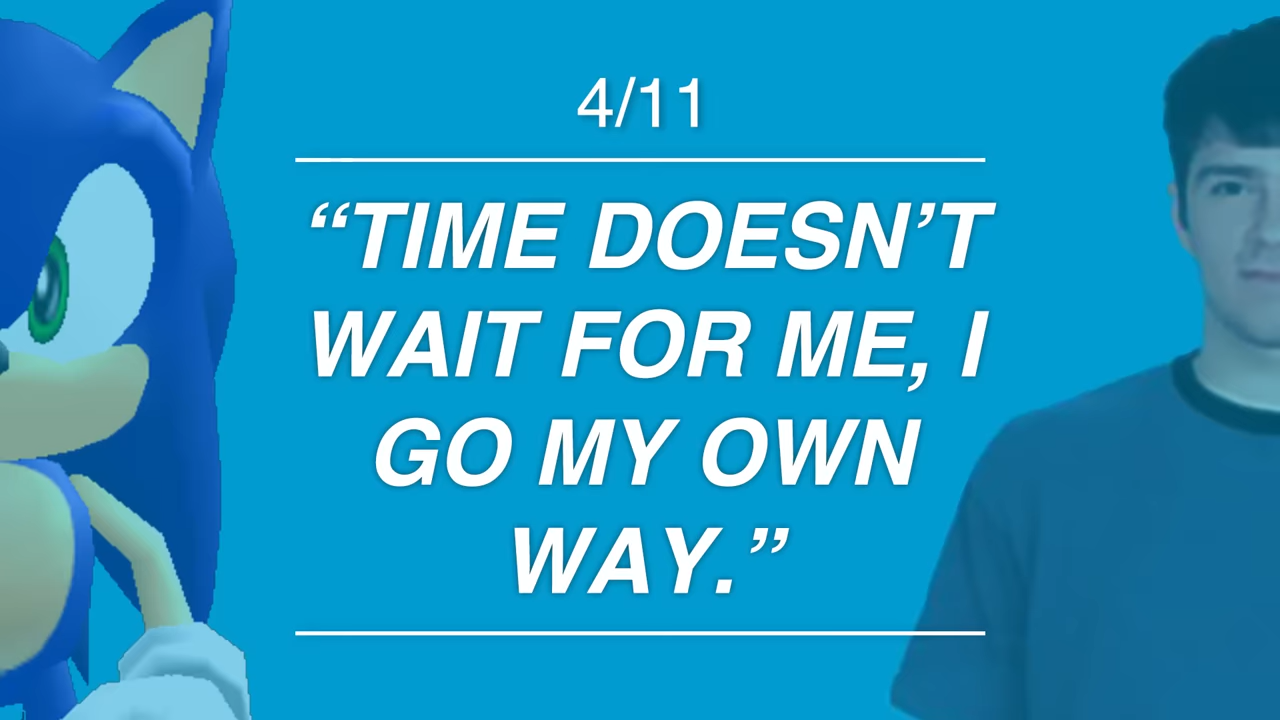 4/11
“TIME DOESN’T
WAIT FOR ME, I
GO MY OWN
WAY.”